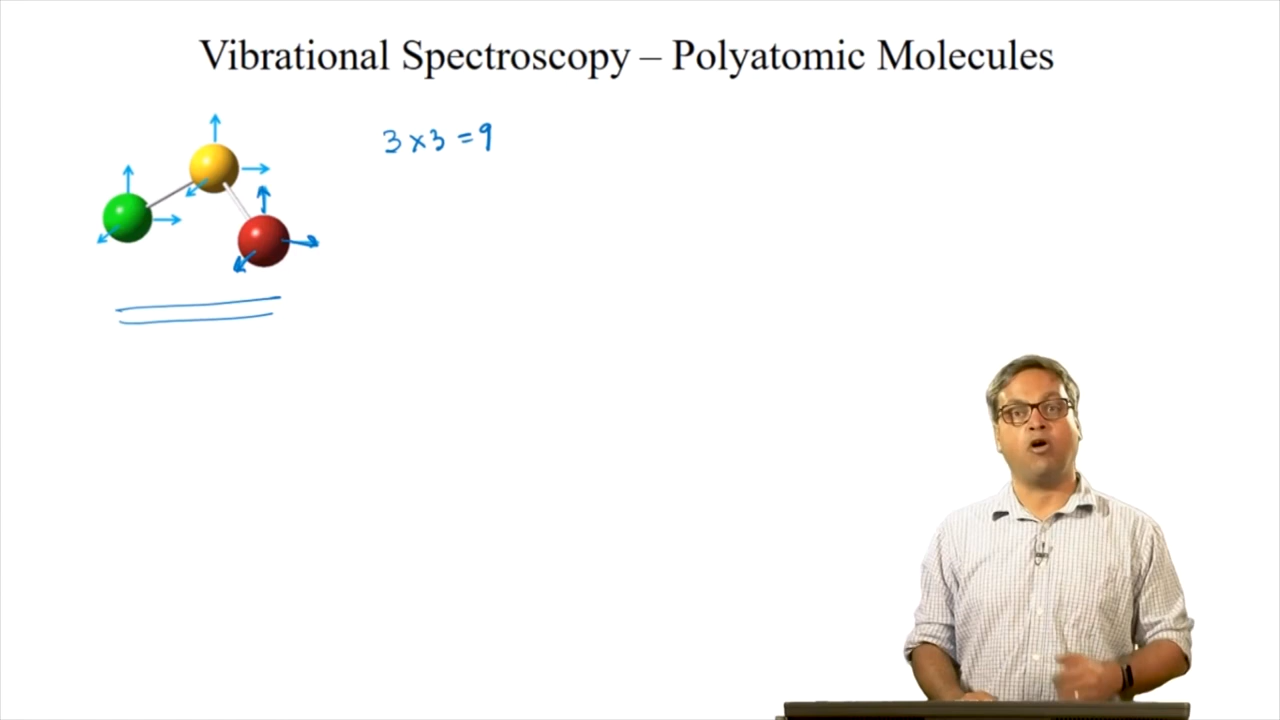 Vibrational Spectroscopy – Polyatomic Molecules
3 × 3 = 9